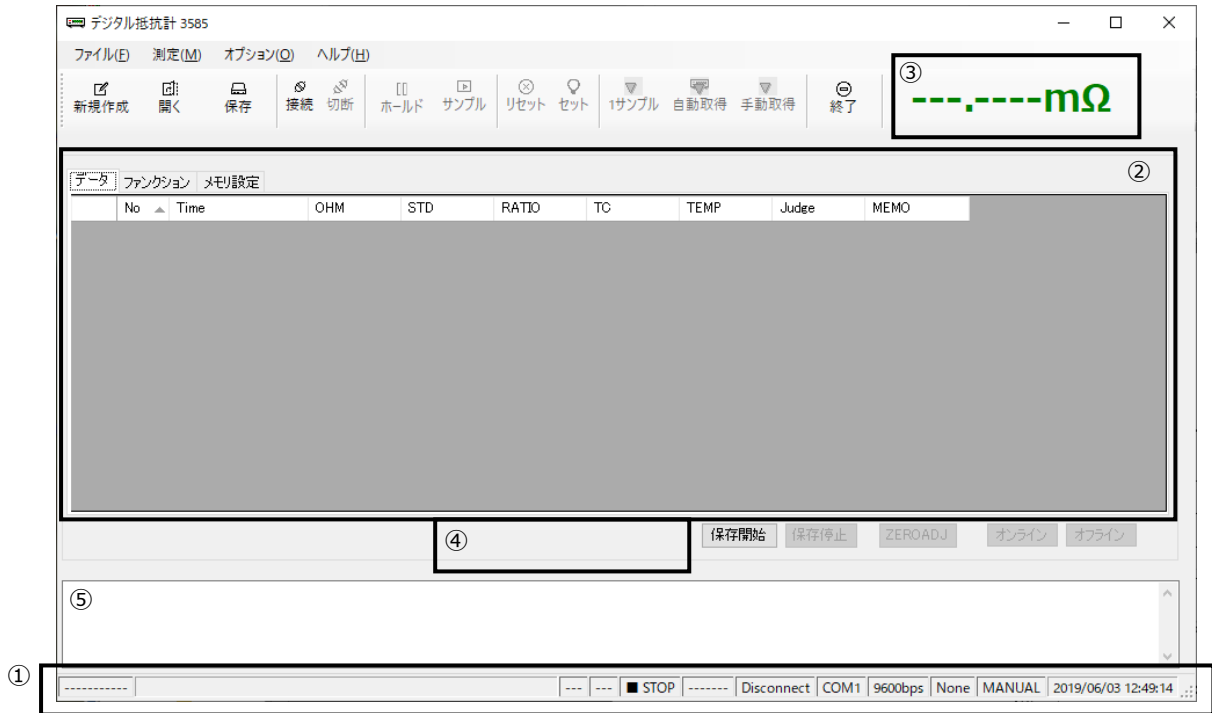 デジタル抵抗計 3585
ファイル(F) 測定(M) オプション(O) ヘルプ(H)
新規作成 開く 保存 接続 切断 ホールド サンプル リセット セット 1サンプル 自動取得 手動取得 終了
③
---.----mΩ
②
データ ファンクション メモリ設定
No Time OHM STD RATIO TC TEMP Judge MEMO
④
保存開始 保存停止 ZEROADJ オンライン オフライン
⑤
①
----------- --- --- ■ STOP ------- Disconnect COM1 9600bps None MANUAL 2019/06/03 12:49:14